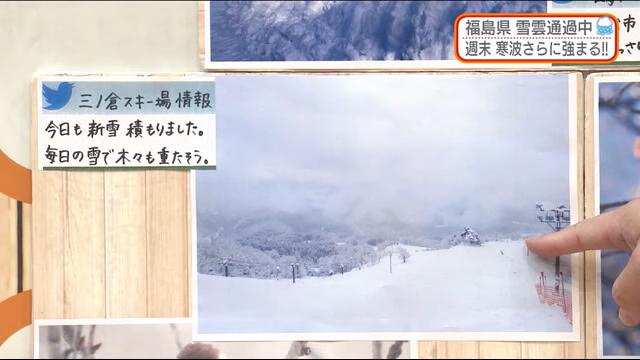 福島県 雪雲通過中
週末 寒波さらに強まる!!
三ノ倉スキー場情報
今日も新雪積もりました。
毎日の雪で木々も重たそう。